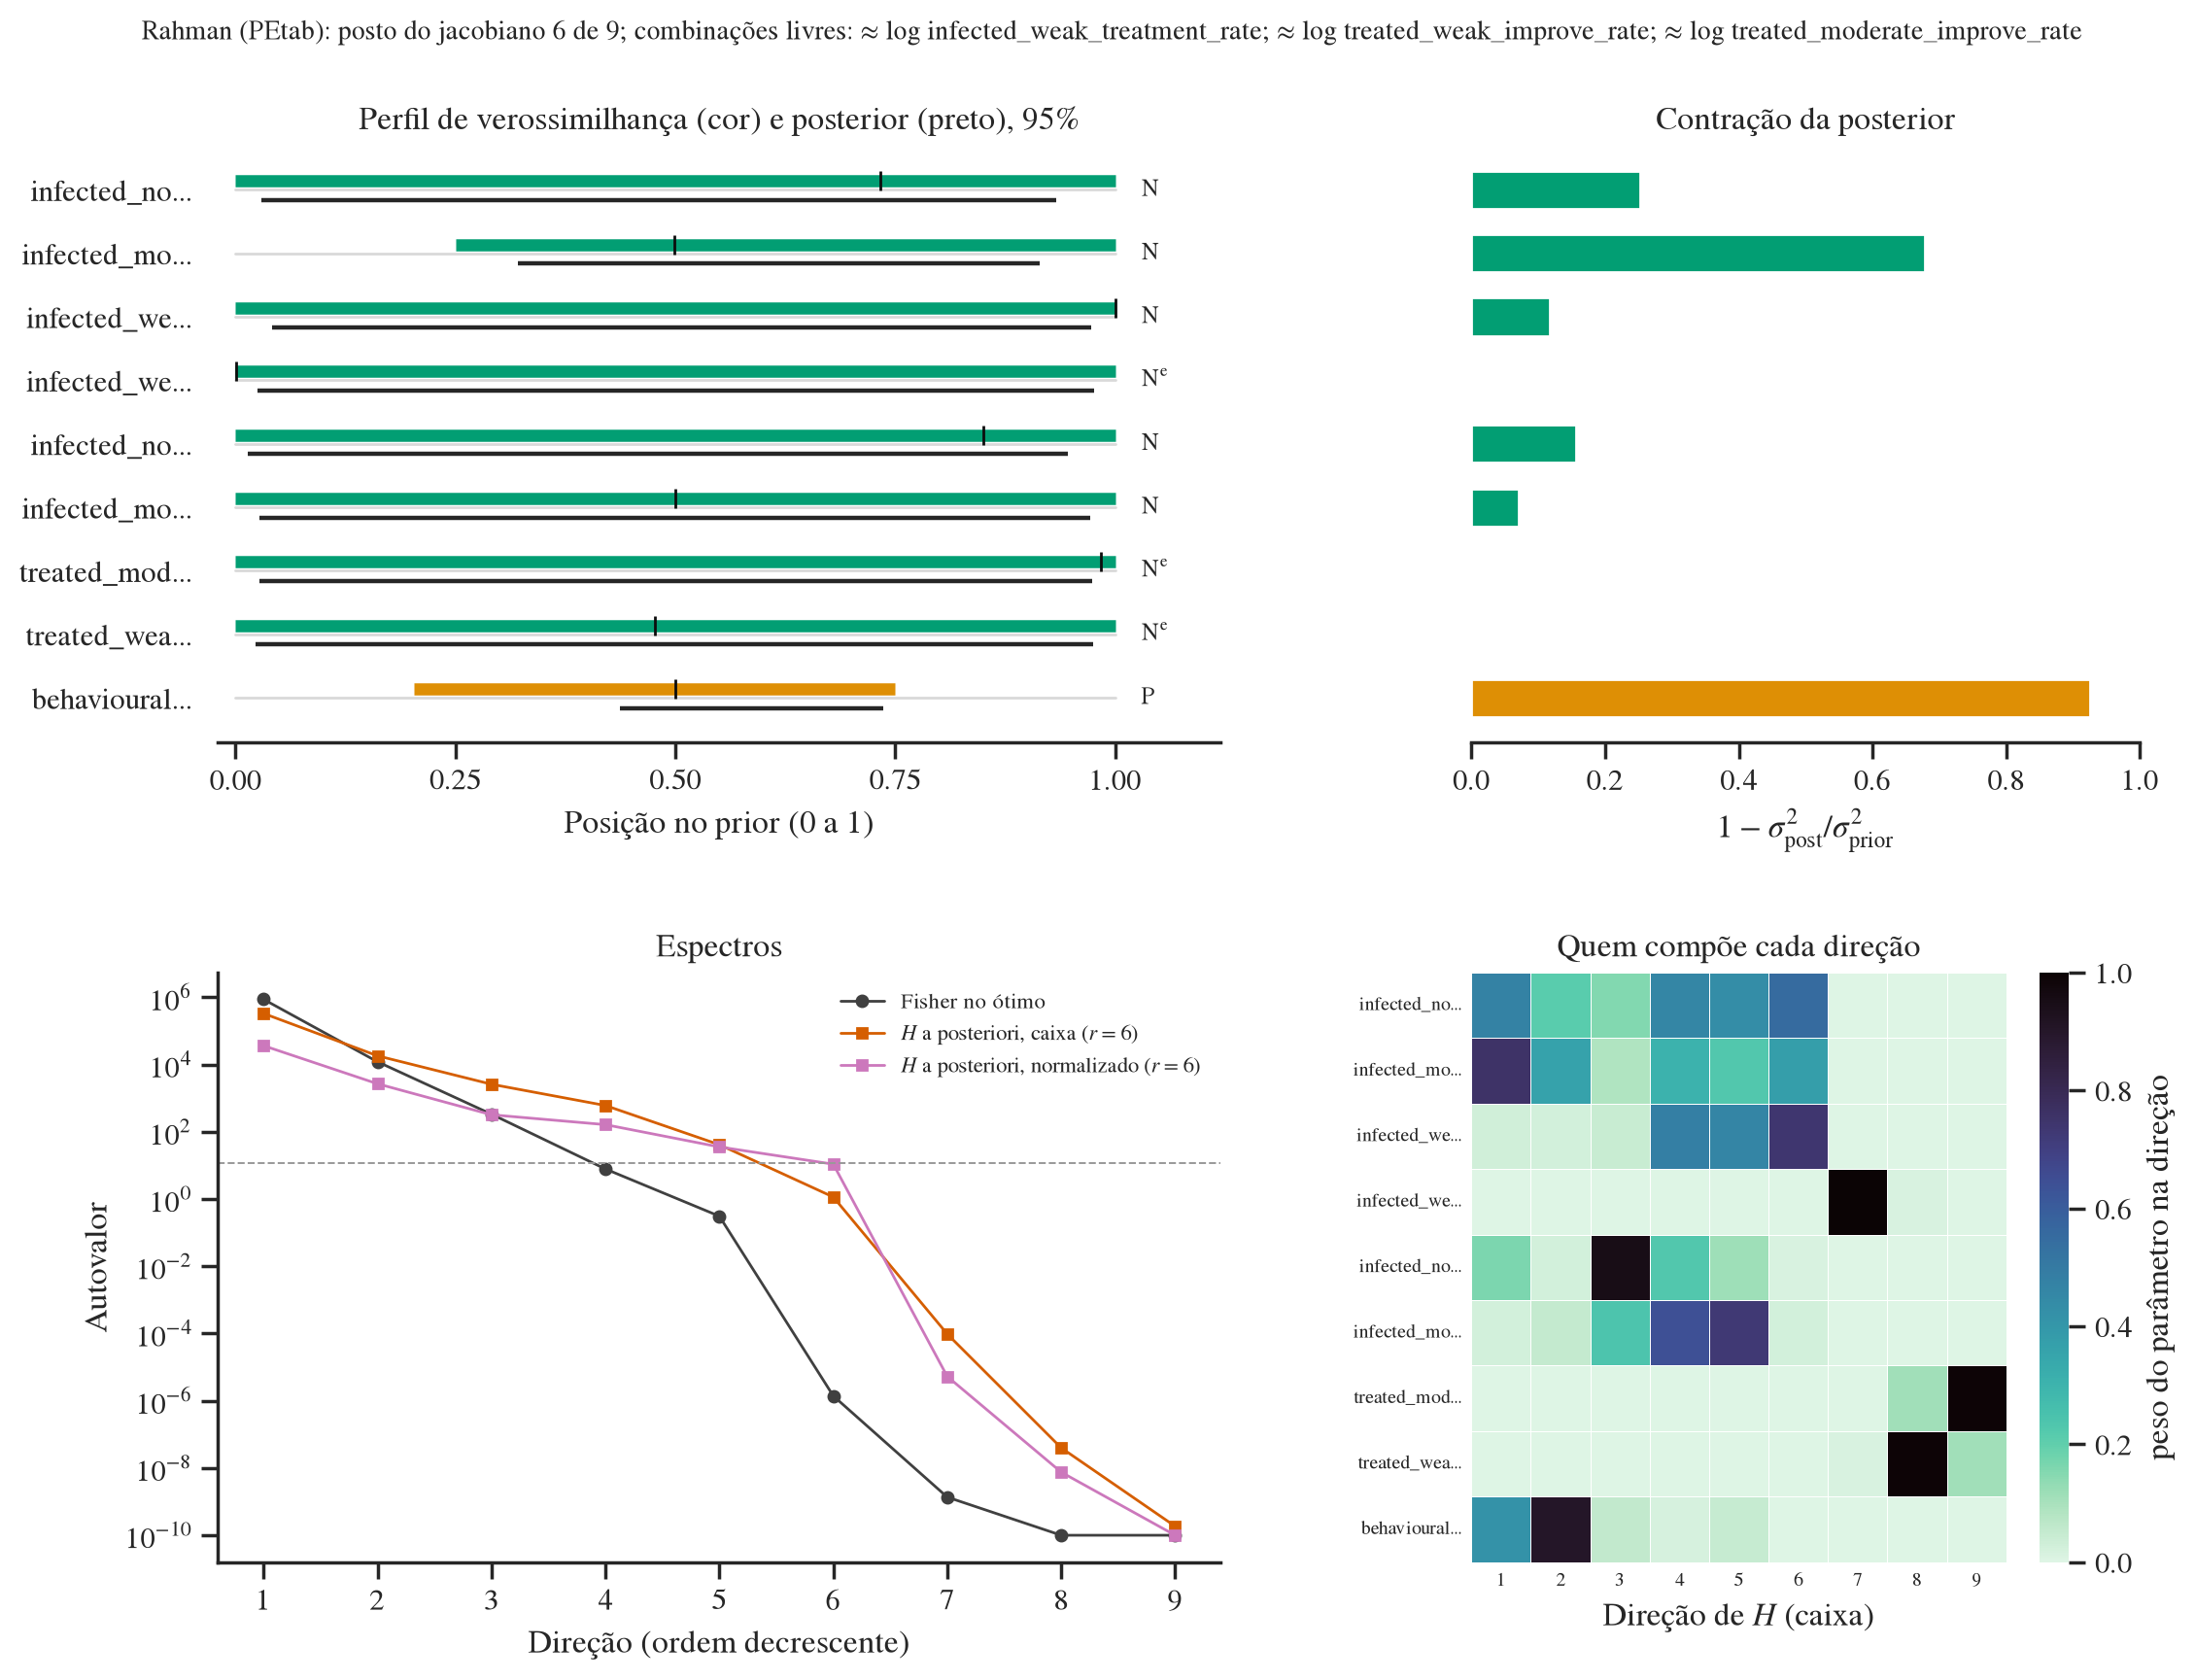 Rahman (PEtab): posto do jacobiano 6 de 9; combinações livres: ≈ log infected_weak_treatment_rate; ≈ log treated_weak_improve_rate; ≈ log treated_moderate_improve_rate
Perfil de verossimilhança (cor) e posterior (preto), 95%
infected_no... N
infected_mo... N
infected_we... N
infected_we... Nᵉ
infected_no... N
infected_mo... N
treated_mod... Nᵉ
treated_wea... Nᵉ
behavioural... P
0.00 0.25 0.50 0.75 1.00
Posição no prior (0 a 1)
Contração da posterior
0.0 0.2 0.4 0.6 0.8 1.0
1 − σ²post/σ²prior
Espectros
Fisher no ótimo
H a posteriori, caixa (r = 6)
H a posteriori, normalizado (r = 6)
Autovalor
10⁶
10⁴
10²
10⁰
10⁻²
10⁻⁴
10⁻⁶
10⁻⁸
10⁻¹⁰
1 2 3 4 5 6 7 8 9
Direção (ordem decrescente)
Quem compõe cada direção
infected_no...
infected_mo...
infected_we...
infected_we...
infected_no...
infected_mo...
treated_mod...
treated_wea...
behavioural...
1 2 3 4 5 6 7 8 9
Direção de H (caixa)
1.0
0.8
0.6
0.4
0.2
0.0
peso do parâmetro na direção